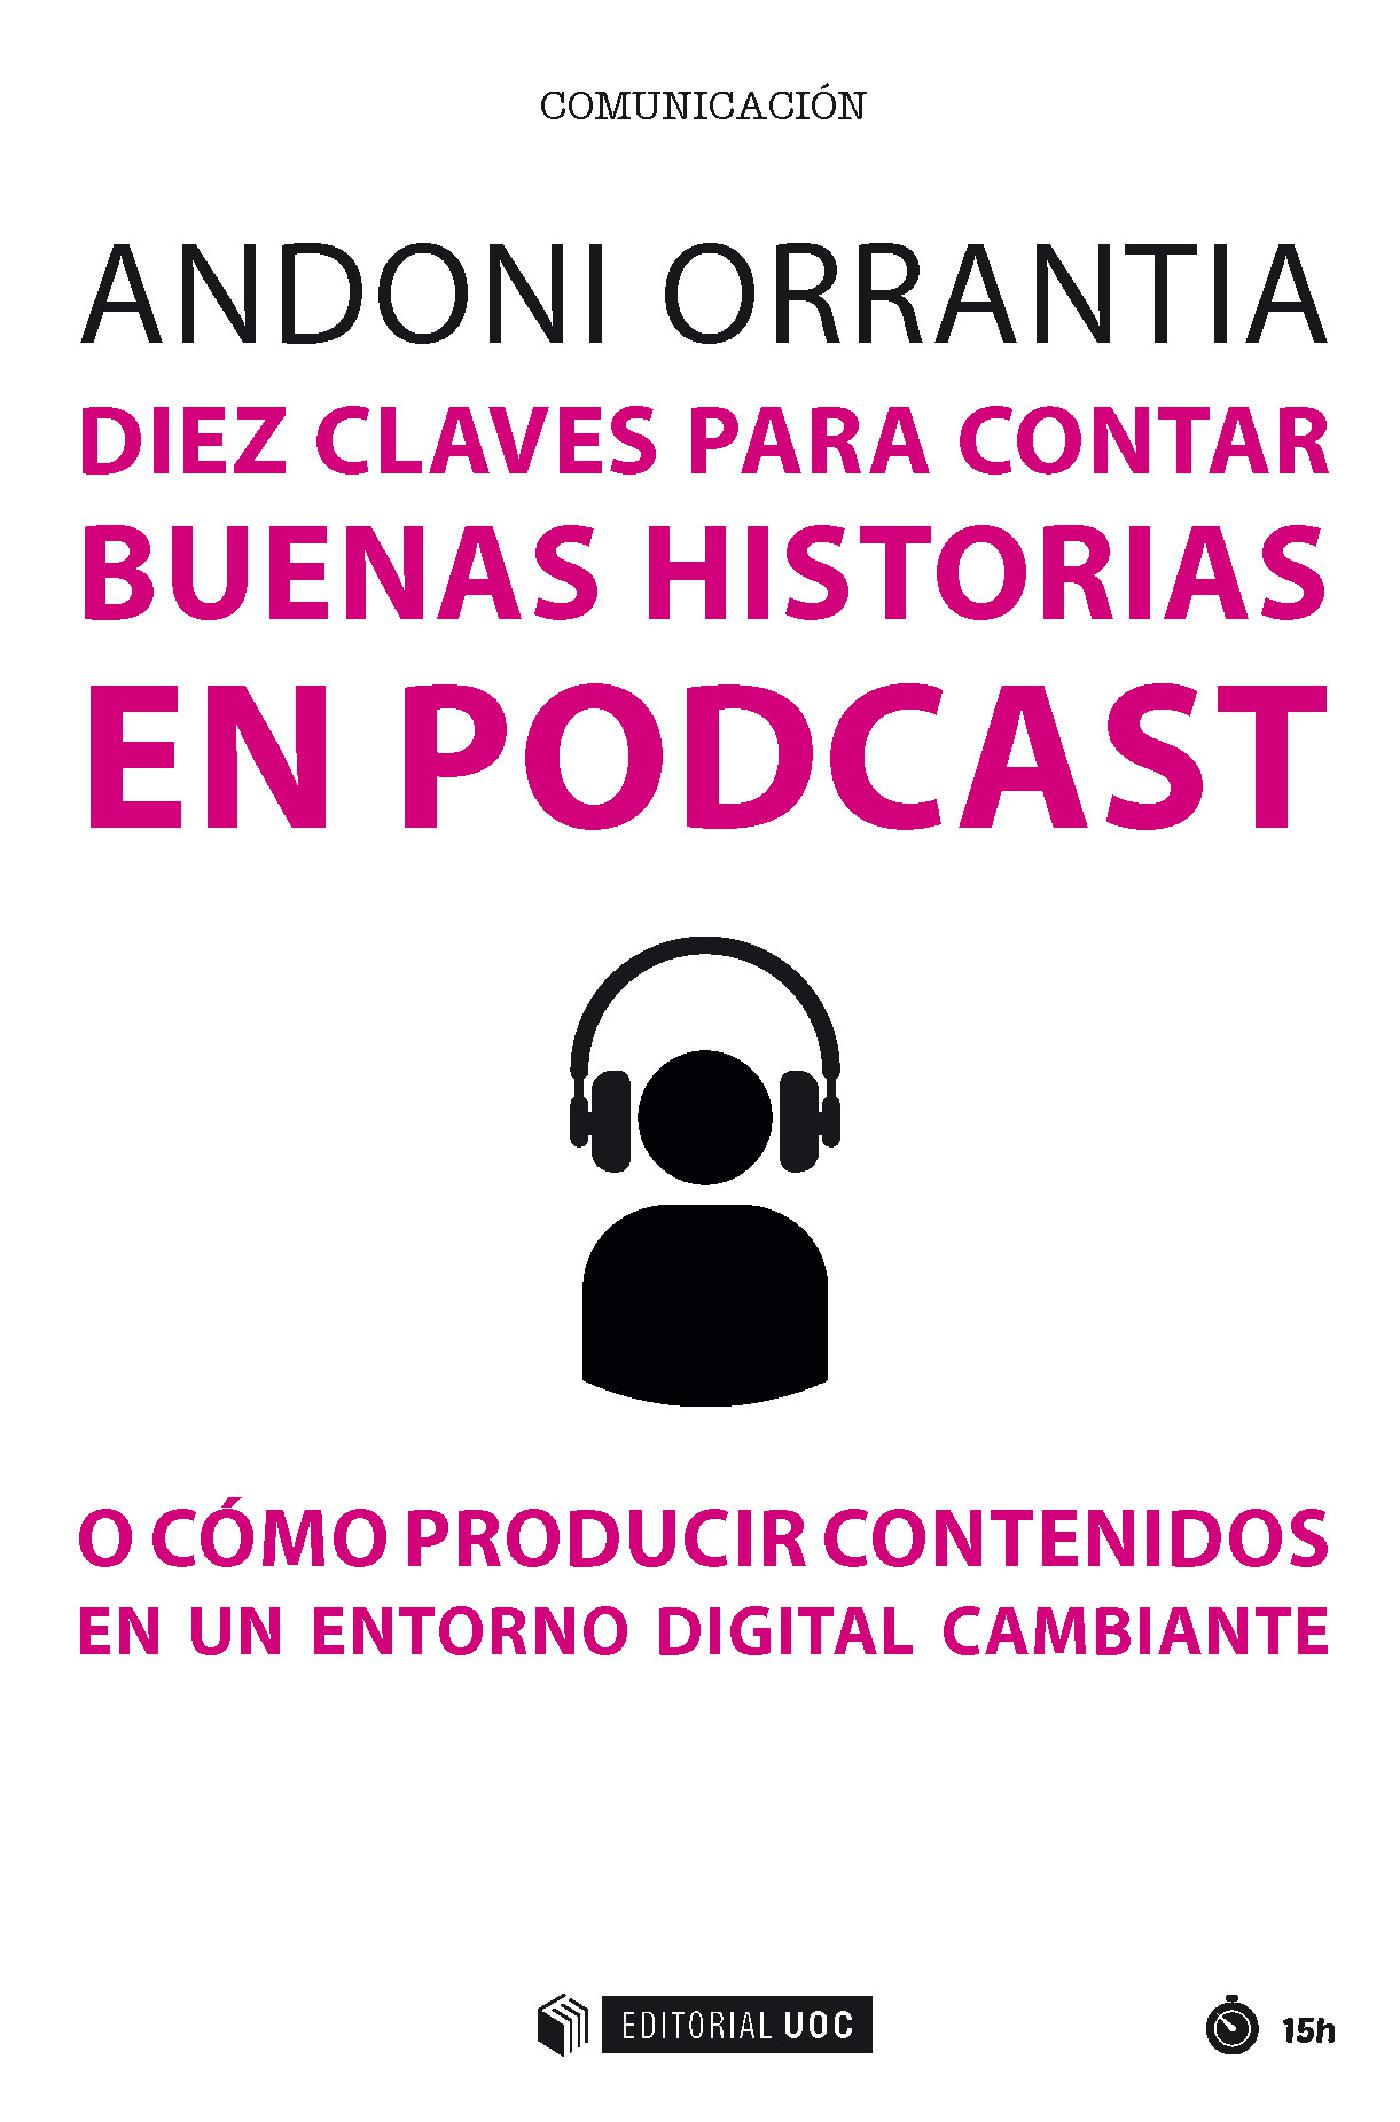 COMUNICACIÓN
ANDONI ORRANTIA
DIEZ CLAVES PARA CONTAR
BUENAS HISTORIAS
EN PODCAST
O CÓMO PRODUCIR CONTENIDOS
EN UN ENTORNO DIGITAL CAMBIANTE
EDITORIAL UOC
15h